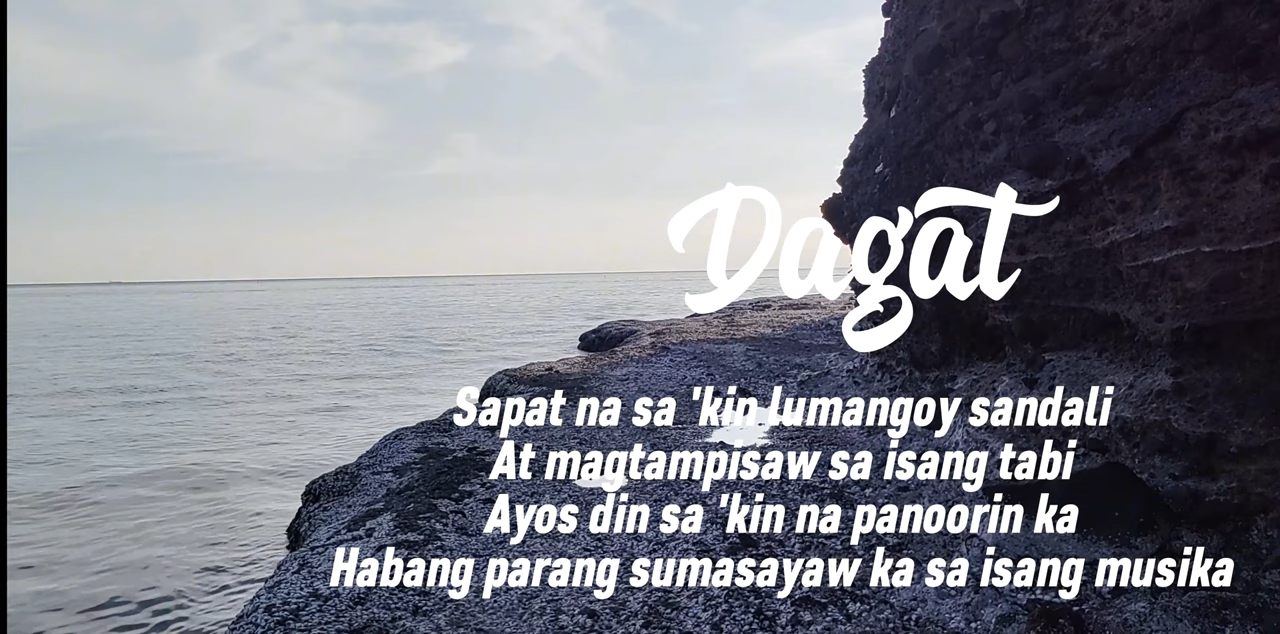 Dagat
Sapat na sa 'kin lumangoy sandali
At magtampisaw sa isang tabi
Ayos din sa 'kin na panoorin ka
Habang parang sumasayaw ka sa isang musika